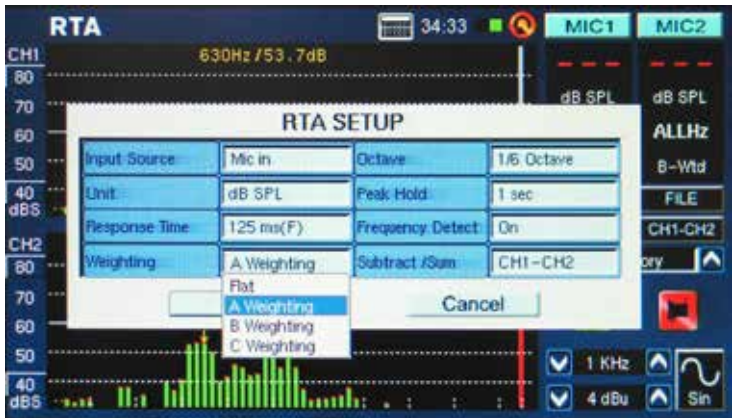 RTA
34:33
MIC1
MIC2
CH1
630Hz/53.7dB
80
70
60
50
40
dBS
dB SPL
dB SPL
ALLHz
B-Wtd
FILE
CH1-CH2
ory
RTA SETUP
Input Source
Mic in
Octave
1/6 Octave
Unit
dB SPL
Peak Hold
1 sec
Response Time
125 ms(F)
Frequency Detect
On
Weighting
A Weighting
Subtract /Sum
CH1-CH2
Flat
A Weighting
B Weighting
C Weighting
Cancel
CH2
80
70
60
50
40
dBS
1 KHz
4 dBu
Sin